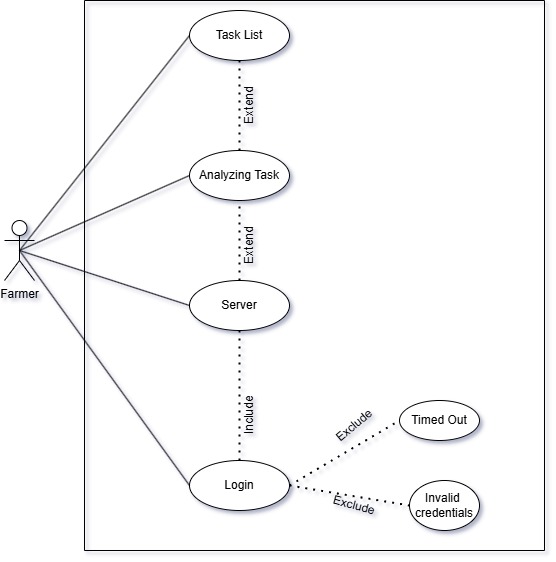 Task List
Extend
Analyzing Task
Extend
Farmer
Server
Include
Exclude
Timed Out
Login
Exclude
Invalid
credentials